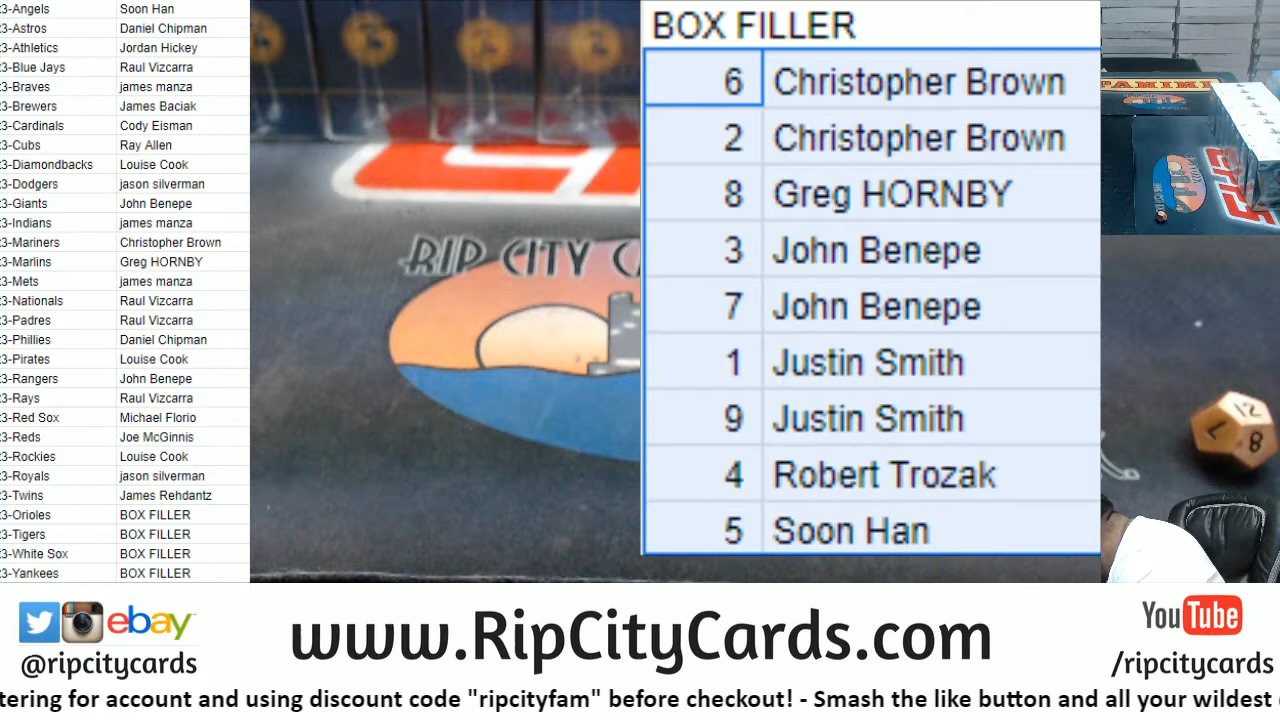 :3-Angels Soon Han
:3-Astros Daniel Chipman
:3-Athletics Jordan Hickey
:3-Blue Jays Raul Vizcarra
:3-Braves james manza
:3-Brewers James Baciak
:3-Cardinals Cody Eisman
:3-Cubs Ray Allen
:3-Diamondbacks Louise Cook
:3-Dodgers jason silverman
:3-Giants John Benepe
:3-Indians james manza
:3-Mariners Christopher Brown
:3-Marlins Greg HORNBY
:3-Mets james manza
:3-Nationals Raul Vizcarra
:3-Padres Raul Vizcarra
:3-Phillies Daniel Chipman
:3-Pirates Louise Cook
:3-Rangers John Benepe
:3-Rays Raul Vizcarra
:3-Red Sox Michael Florio
:3-Reds Joe McGinnis
:3-Rockies Louise Cook
:3-Royals jason silverman
:3-Twins James Rehdantz
:3-Orioles BOX FILLER
:3-Tigers BOX FILLER
:3-White Sox BOX FILLER
:3-Yankees BOX FILLER
RIP CITY CA
BOX FILLER
6 Christopher Brown
2 Christopher Brown
8 Greg HORNBY
3 John Benepe
7 John Benepe
1 Justin Smith
9 Justin Smith
4 Robert Trozak
5 Soon Han
PANINI
12
8
ebay
@ripcitycards
www.RipCityCards.com
YouTube
/ripcitycards
tering for account and using discount code "ripcityfam" before checkout! - Smash the like button and all your wildest